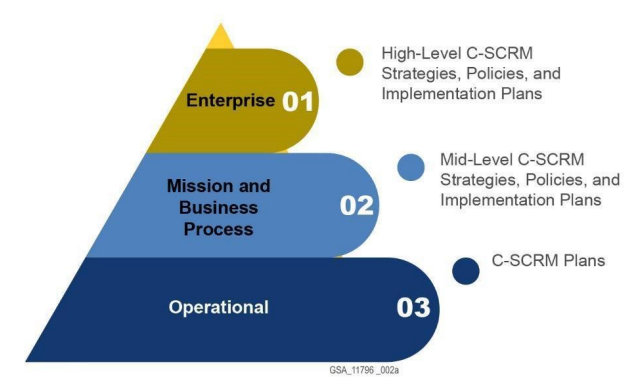 Enterprise 01
High-Level C-SCRM
Strategies, Policies, and
Implementation Plans
Mission and
Business
Process
02
Mid-Level C-SCRM
Strategies, Policies, and
Implementation Plans
Operational 03
C-SCRM Plans
GSA_11796 _002a